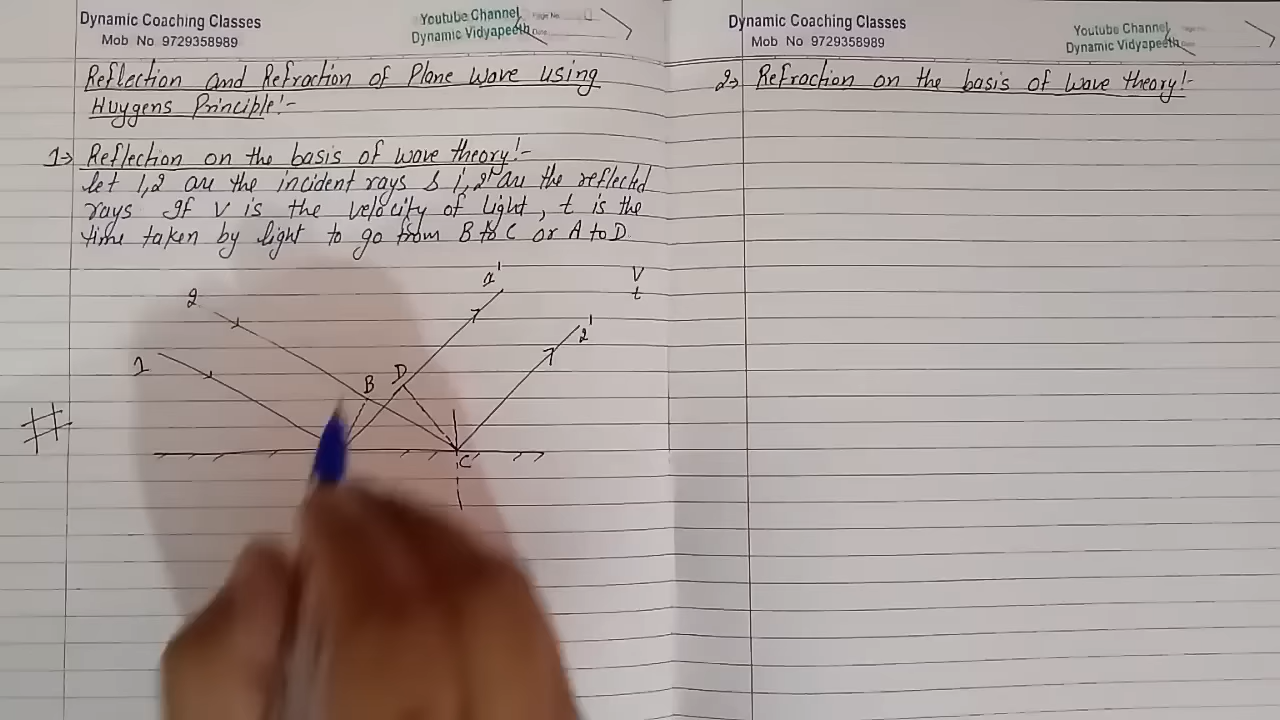 Dynamic Coaching Classes
Mob No 9729358989
Youtube Channel
Dynamic Vidyapeeth
Reflection and Refraction of Plane wave using
Huygens Principle!-
1⇒ Reflection on the basis of wave theory!-
let 1,2 are the incident rays & 1',2' are the reflected
rays If V is the velocity of light, t is the
time taken by light to go from B to C or A to D.
2
1
B
D
1'
2'
C
V
t
#
Dynamic Coaching Classes
Mob No 9729358989
Youtube Channel
Dynamic Vidyapeeth
2⇒ Refraction on the basis of wave theory!-